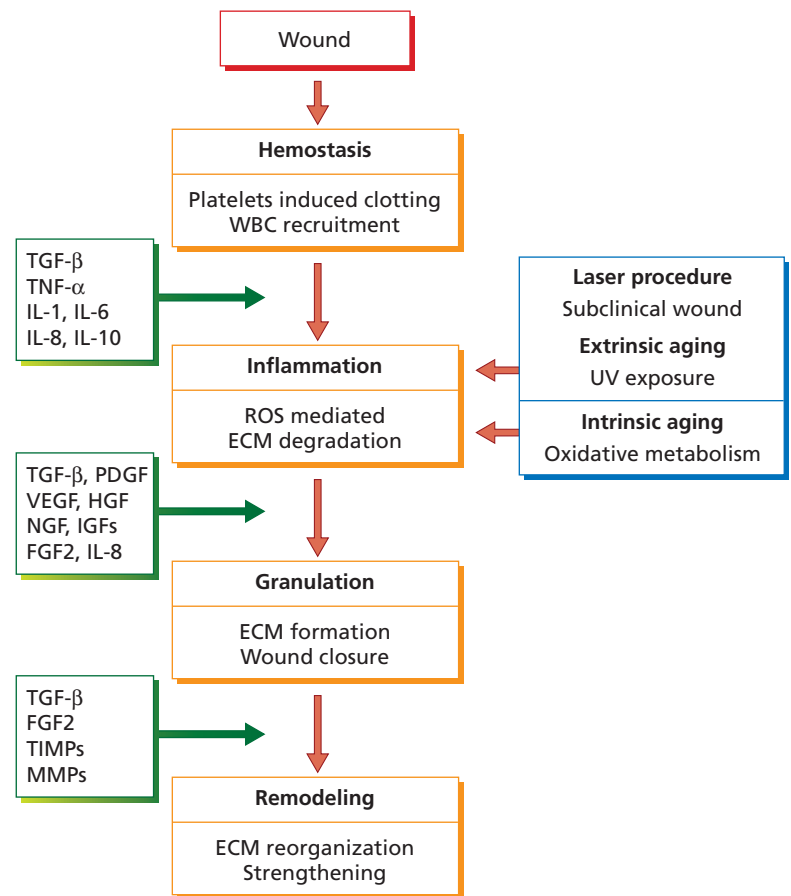 Wound
Hemostasis
Platelets induced clotting
WBC recruitment
TGF-β
TNF-α
IL-1, IL-6
IL-8, IL-10
Laser procedure
Subclinical wound
Extrinsic aging
UV exposure
Intrinsic aging
Oxidative metabolism
Inflammation
ROS mediated
ECM degradation
TGF-β, PDGF
VEGF, HGF
NGF, IGFs
FGF2, IL-8
Granulation
ECM formation
Wound closure
TGF-β
FGF2
TIMPs
MMPs
Remodeling
ECM reorganization
Strengthening